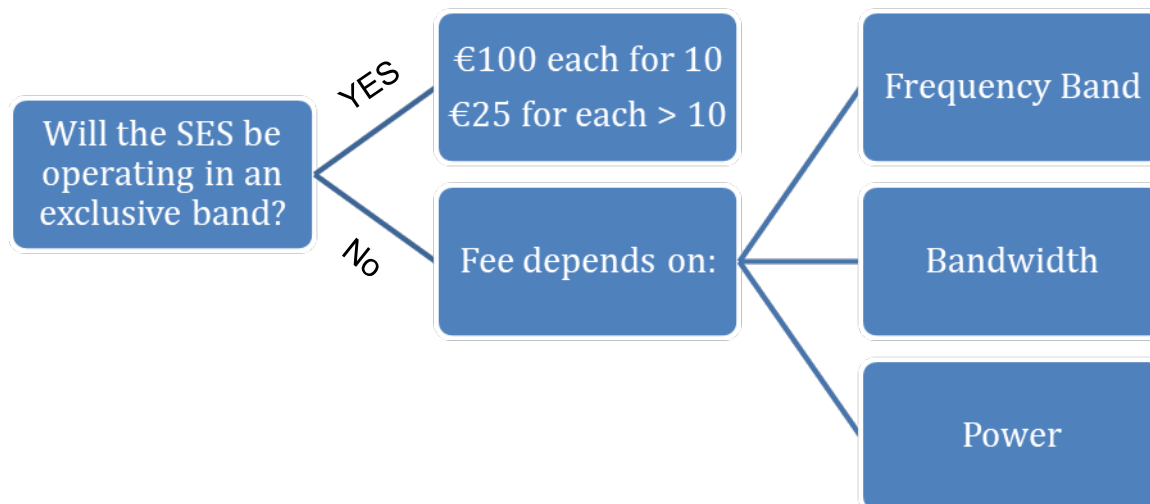 Will the SES be
operating in an
exclusive band?
YES
No
€100 each for 10
€25 for each > 10
Fee depends on:
Frequency Band
Bandwidth
Power